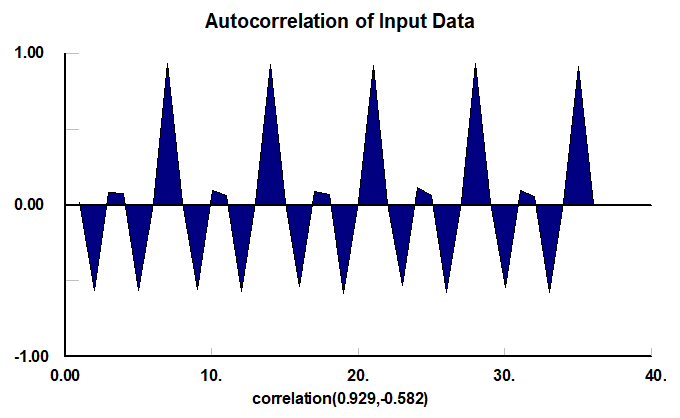 Autocorrelation of Input Data
1.00
0.00
-1.00
0.00 10. 20. 30. 40.
correlation(0.929,-0.582)